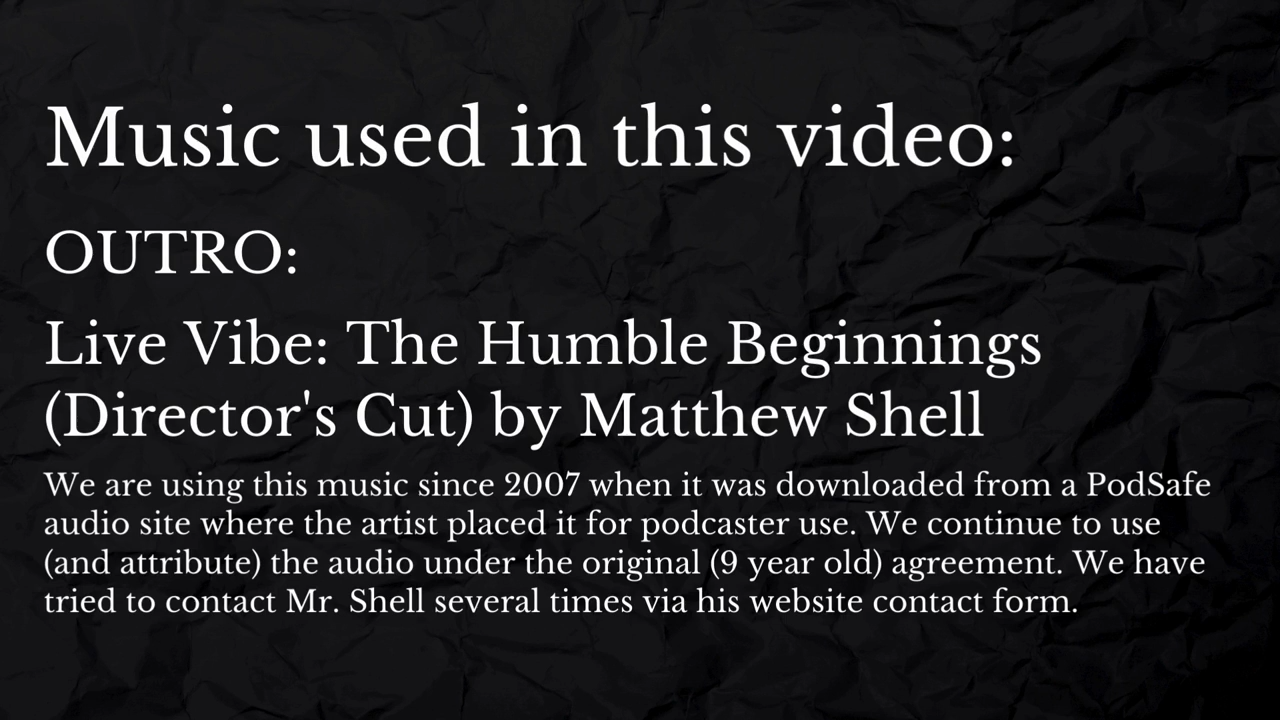 Music used in this video:
OUTRO:
Live Vibe: The Humble Beginnings
(Director's Cut) by Matthew Shell
We are using this music since 2007 when it was downloaded from a PodSafe
audio site where the artist placed it for podcaster use. We continue to use
(and attribute) the audio under the original (9 year old) agreement. We have
tried to contact Mr. Shell several times via his website contact form.